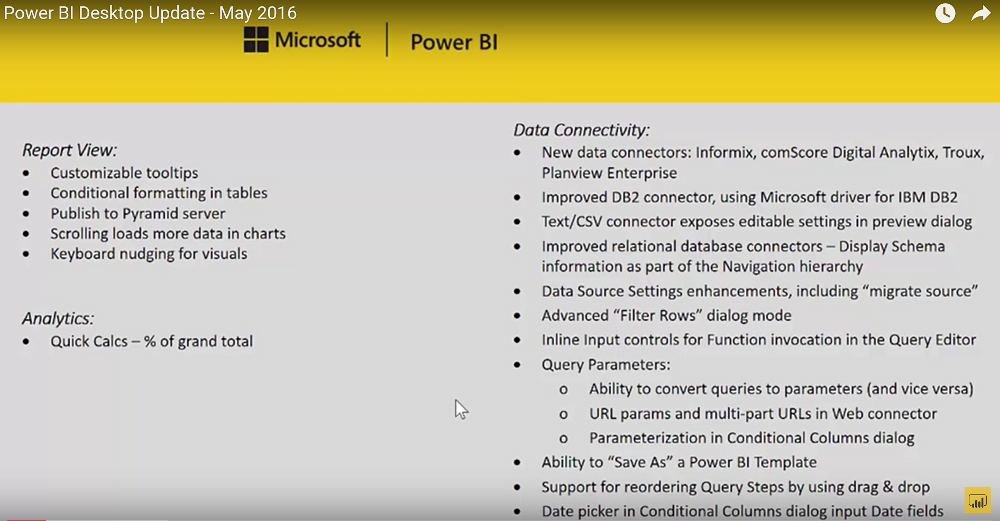 Power BI Desktop Update - May 2016
Microsoft
Power BI
Report View:
• Customizable tooltips
• Conditional formatting in tables
• Publish to Pyramid server
• Scrolling loads more data in charts
• Keyboard nudging for visuals
Analytics:
• Quick Calcs – % of grand total
Data Connectivity:
• New data connectors: Informix, comScore Digital Analytix, Troux,
Planview Enterprise
• Improved DB2 connector, using Microsoft driver for IBM DB2
• Text/CSV connector exposes editable settings in preview dialog
• Improved relational database connectors – Display Schema
information as part of the Navigation hierarchy
• Data Source Settings enhancements, including “migrate source”
• Advanced “Filter Rows” dialog mode
• Inline Input controls for Function invocation in the Query Editor
• Query Parameters:
o Ability to convert queries to parameters (and vice versa)
o URL params and multi-part URLs in Web connector
o Parameterization in Conditional Columns dialog
• Ability to “Save As” a Power BI Template
• Support for reordering Query Steps by using drag & drop
• Date picker in Conditional Columns dialog input Date fields